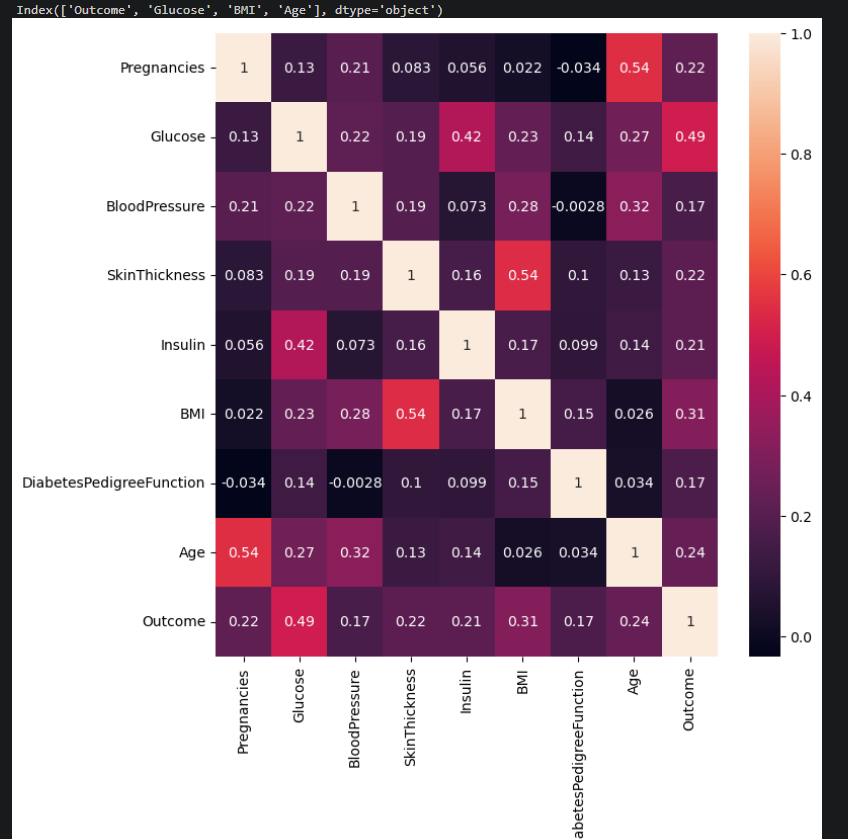 Index(['Outcome', 'Glucose', 'BMI', 'Age'], dtype='object')
Pregnancies 1 0.13 0.21 0.083 0.056 0.022 -0.034 0.54 0.22
Glucose 0.13 1 0.22 0.19 0.42 0.23 0.14 0.27 0.49
BloodPressure 0.21 0.22 1 0.19 0.073 0.28 -0.0028 0.32 0.17
SkinThickness 0.083 0.19 0.19 1 0.16 0.54 0.1 0.13 0.22
Insulin 0.056 0.42 0.073 0.16 1 0.17 0.099 0.14 0.21
BMI 0.022 0.23 0.28 0.54 0.17 1 0.15 0.026 0.31
DiabetesPedigreeFunction -0.034 0.14 -0.0028 0.1 0.099 0.15 1 0.034 0.17
Age 0.54 0.27 0.32 0.13 0.14 0.026 0.034 1 0.24
Outcome 0.22 0.49 0.17 0.22 0.21 0.31 0.17 0.24 1
Pregnancies
Glucose
BloodPressure
SkinThickness
Insulin
BMI
abetesPedigreeFunction
Age
Outcome
1.0
0.8
0.6
0.4
0.2
0.0